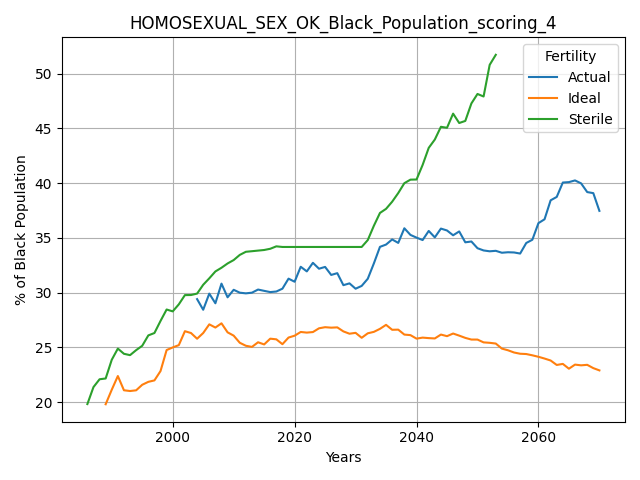 HOMOSEXUAL_SEX_OK_Black_Population_scoring_4
Fertility
Actual
Ideal
Sterile
% of Black Population
50
45
40
35
30
25
20
2000 2020 2040 2060
Years